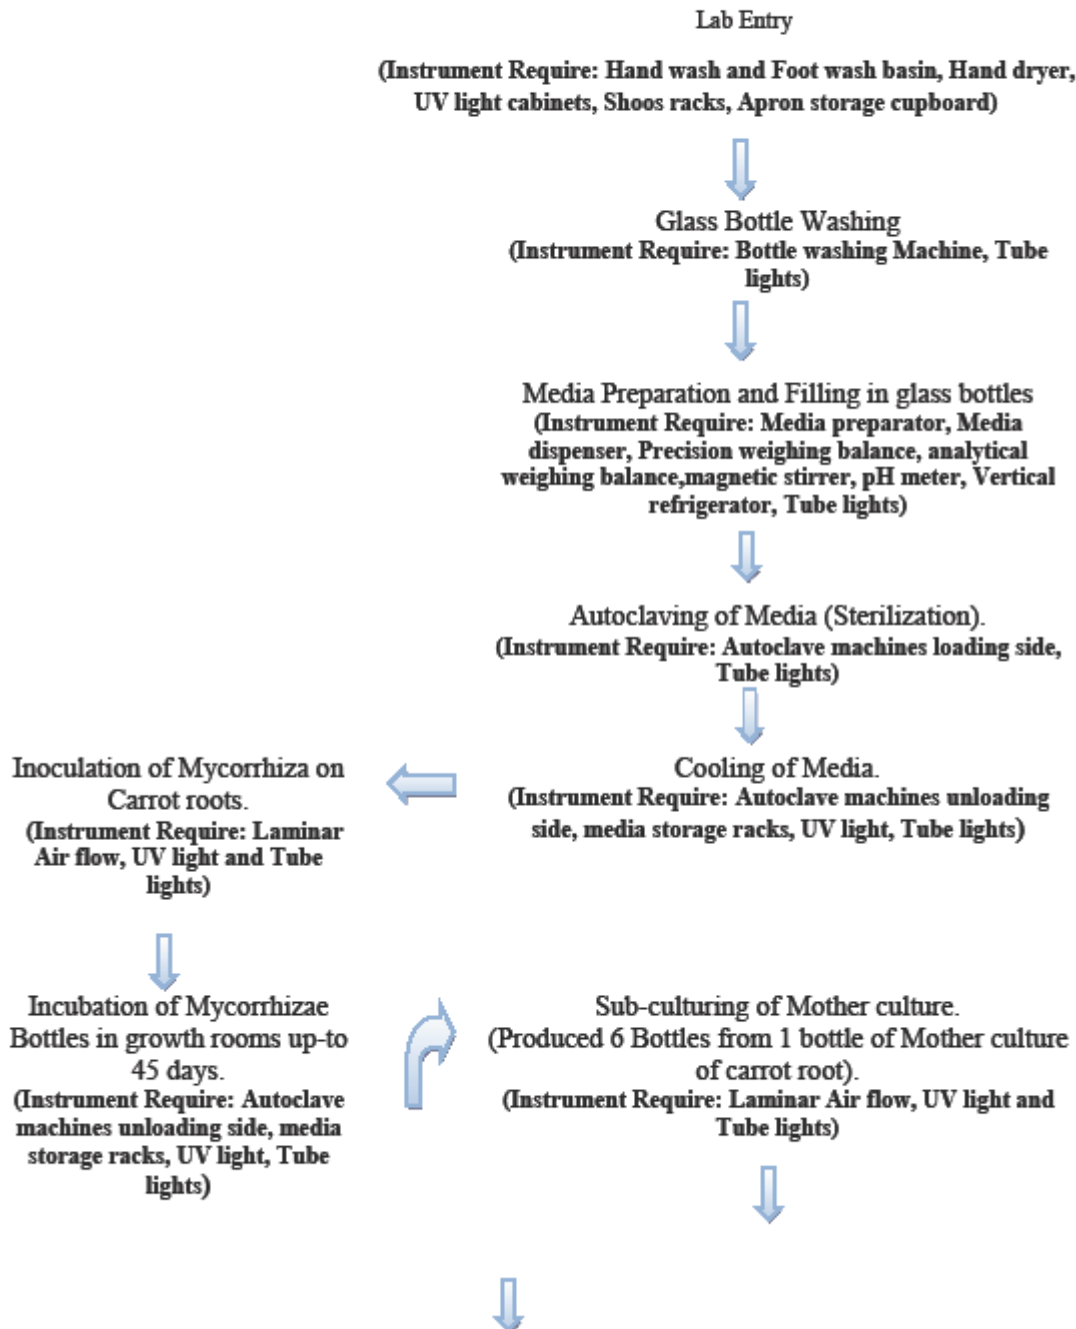 Lab Entry
(Instrument Require: Hand wash and Foot wash basin, Hand dryer,
UV light cabinets, Shoos racks, Apron storage cupboard)
Glass Bottle Washing
(Instrument Require: Bottle washing Machine, Tube
lights)
Media Preparation and Filling in glass bottles
(Instrument Require: Media preparator, Media
dispenser, Precision weighing balance, analytical
weighing balance,magnetic stirrer, pH meter, Vertical
refrigerator, Tube lights)
Autoclaving of Media (Sterilization).
(Instrument Require: Autoclave machines loading side,
Tube lights)
Cooling of Media.
(Instrument Require: Autoclave machines unloading
side, media storage racks, UV light, Tube lights)
Inoculation of Mycorrhiza on
Carrot roots.
(Instrument Require: Laminar
Air flow, UV light and Tube
lights)
Incubation of Mycorrhizae
Bottles in growth rooms up-to
45 days.
(Instrument Require: Autoclave
machines unloading side, media
storage racks, UV light, Tube
lights)
Sub-culturing of Mother culture.
(Produced 6 Bottles from 1 bottle of Mother culture
of carrot root).
(Instrument Require: Laminar Air flow, UV light and
Tube lights)